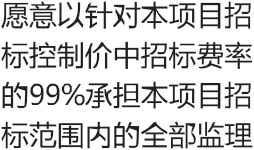 愿意以针对本项目招
标控制价中招标费率
的99%承担本项目招
标范围内的全部监理